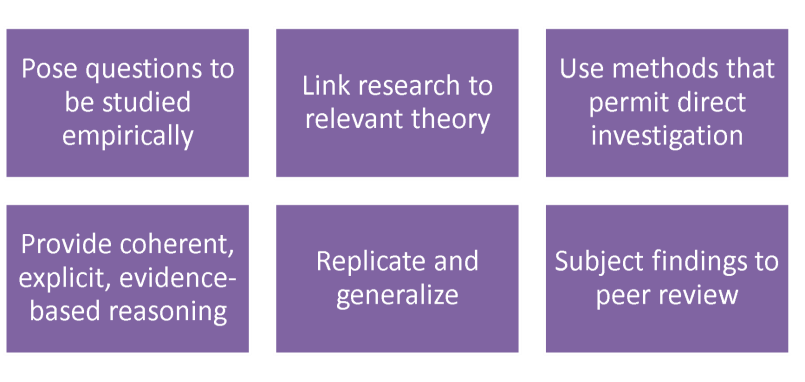 Pose questions to
be studied
empirically
Link research to
relevant theory
Use methods that
permit direct
investigation
Provide coherent,
explicit, evidence-
based reasoning
Replicate and
generalize
Subject findings to
peer review